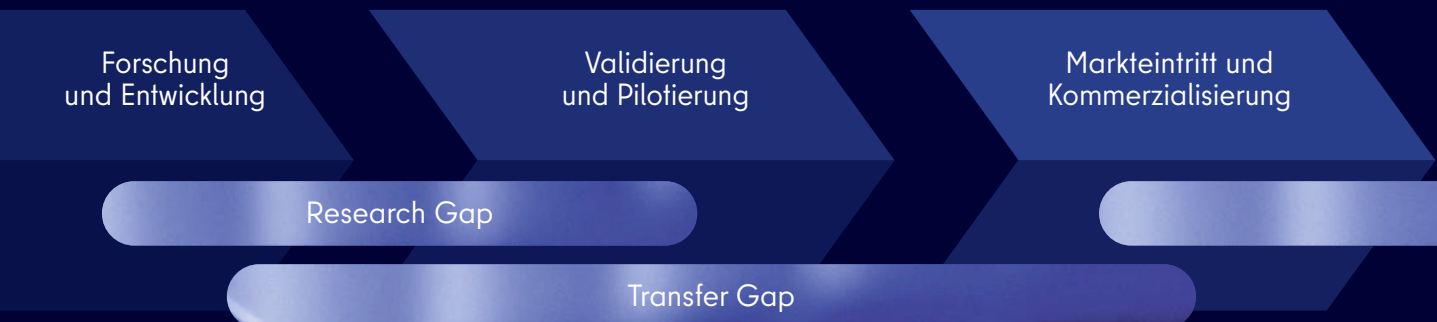 Forschung
und Entwicklung
Validierung
und Pilotierung
Markteintritt und
Kommerzialisierung
Research Gap
Transfer Gap